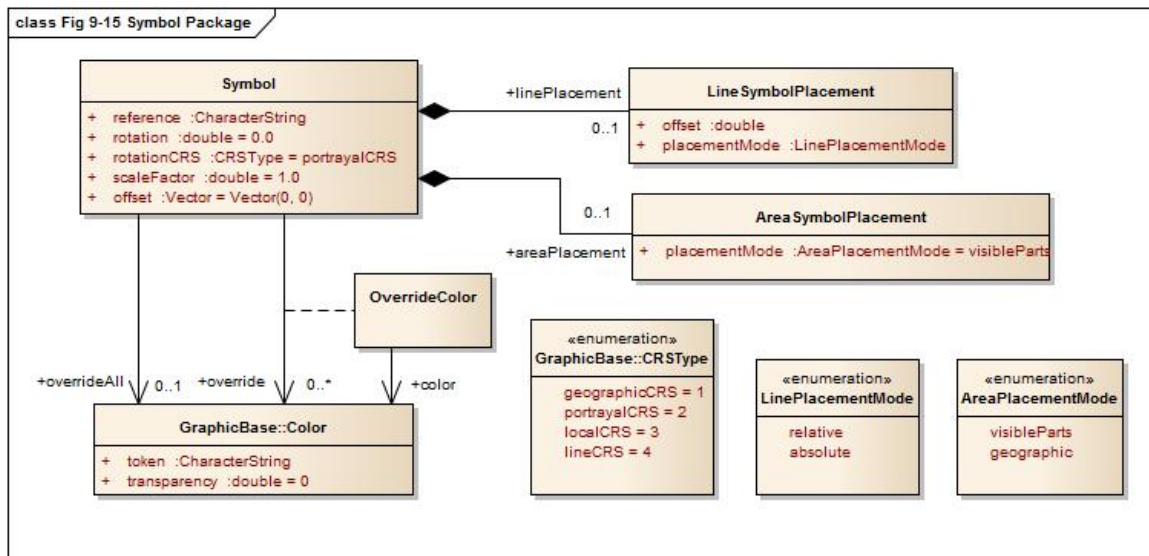 class Fig 9-15 Symbol Package
Symbol
+ reference :CharacterString
+ rotation :double = 0.0
+ rotationCRS :CRSType = portrayalCRS
+ scaleFactor :double = 1.0
+ offset :Vector = Vector(0, 0)
+linePlacement
0..1
LineSymbolPlacement
+ offset :double
+ placementMode :LinePlacementMode
0..1
+areaPlacement
AreaSymbolPlacement
+ placementMode :AreaPlacementMode = visibleParts
OverrideColor
+overrideAll
0..1
+override
0..*
+color
GraphicBase::Color
+ token :CharacterString
+ transparency :double = 0
«enumeration»
GraphicBase::CRSType
geographicCRS = 1
portrayalCRS = 2
localCRS = 3
lineCRS = 4
«enumeration»
LinePlacementMode
relative
absolute
«enumeration»
AreaPlacementMode
visibleParts
geographic